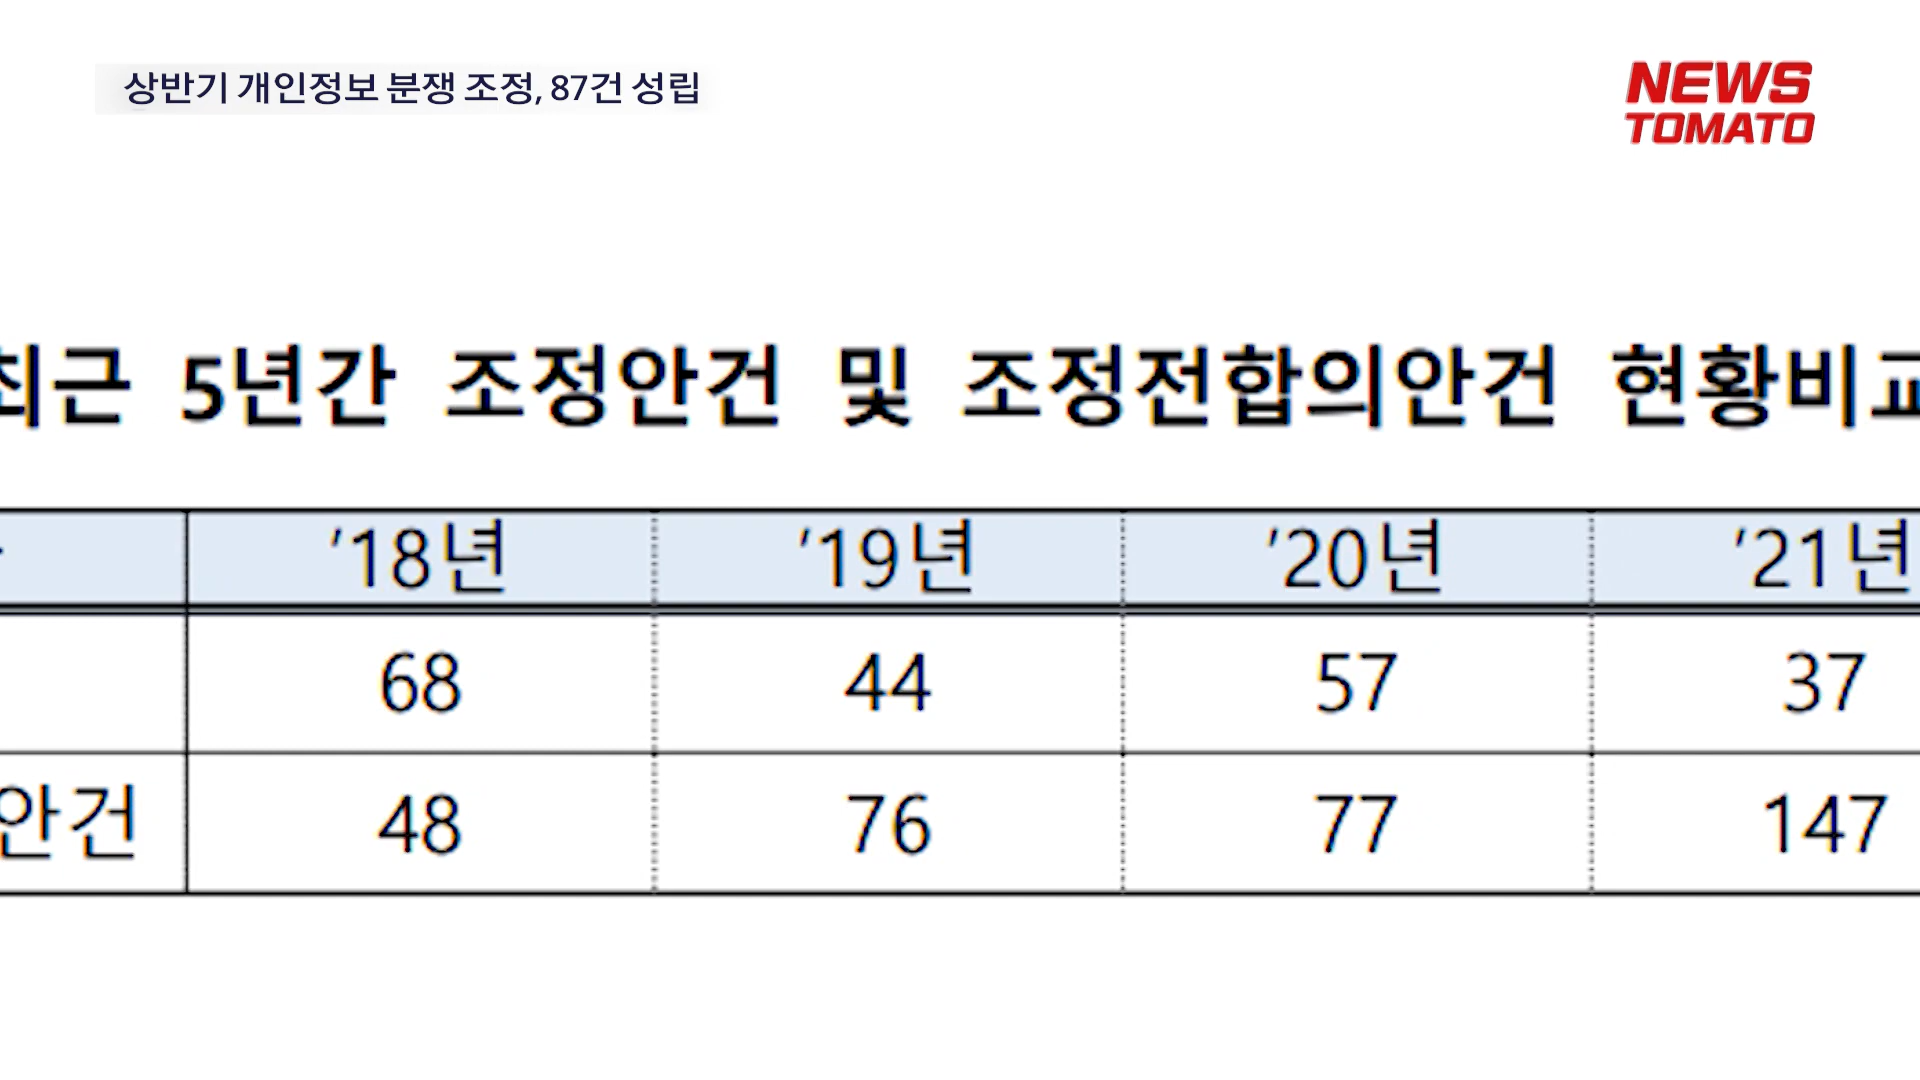 상반기 개인정보 분쟁 조정, 87건 성립
NEWS
TOMATO
최근 5년간 조정안건 및 조정전합의안건 현황비교
'18년 '19년 '20년 '21년
68 44 57 37
안건 48 76 77 147